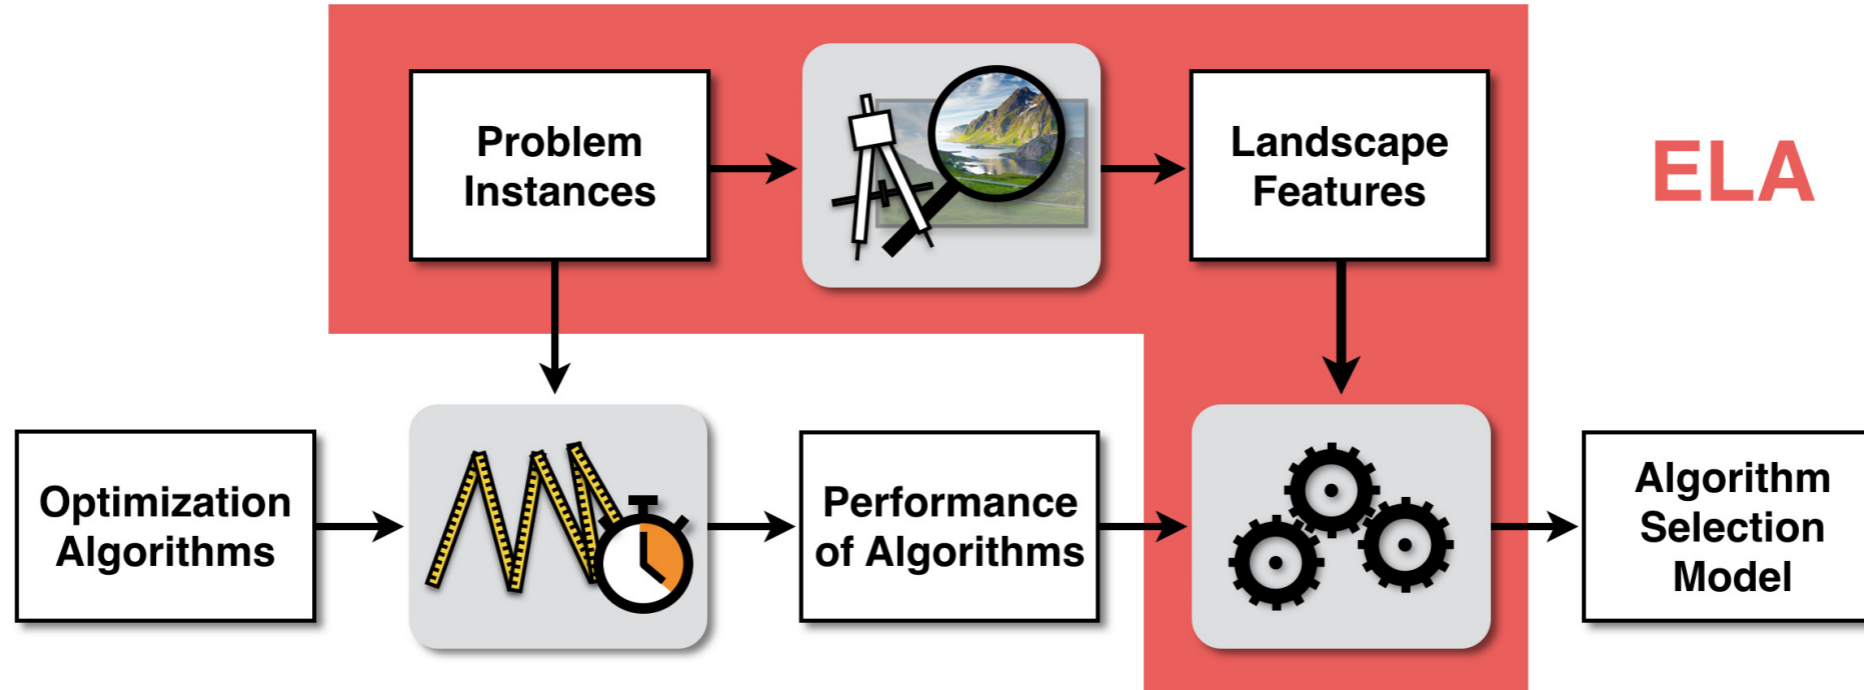 Problem
Instances
Landscape
Features
ELA
Optimization
Algorithms
Performance
of Algorithms
Algorithm
Selection
Model